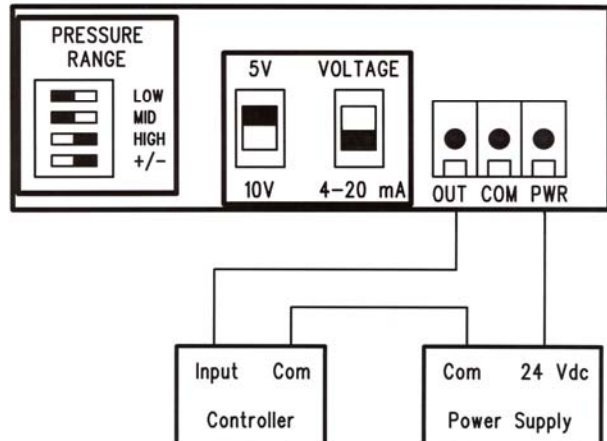 PRESSURE
RANGE
LOW
MID
HIGH
+/-
5V
10V
VOLTAGE
4-20 mA
OUT COM PWR
Input Com
Controller
Com 24 Vdc
Power Supply